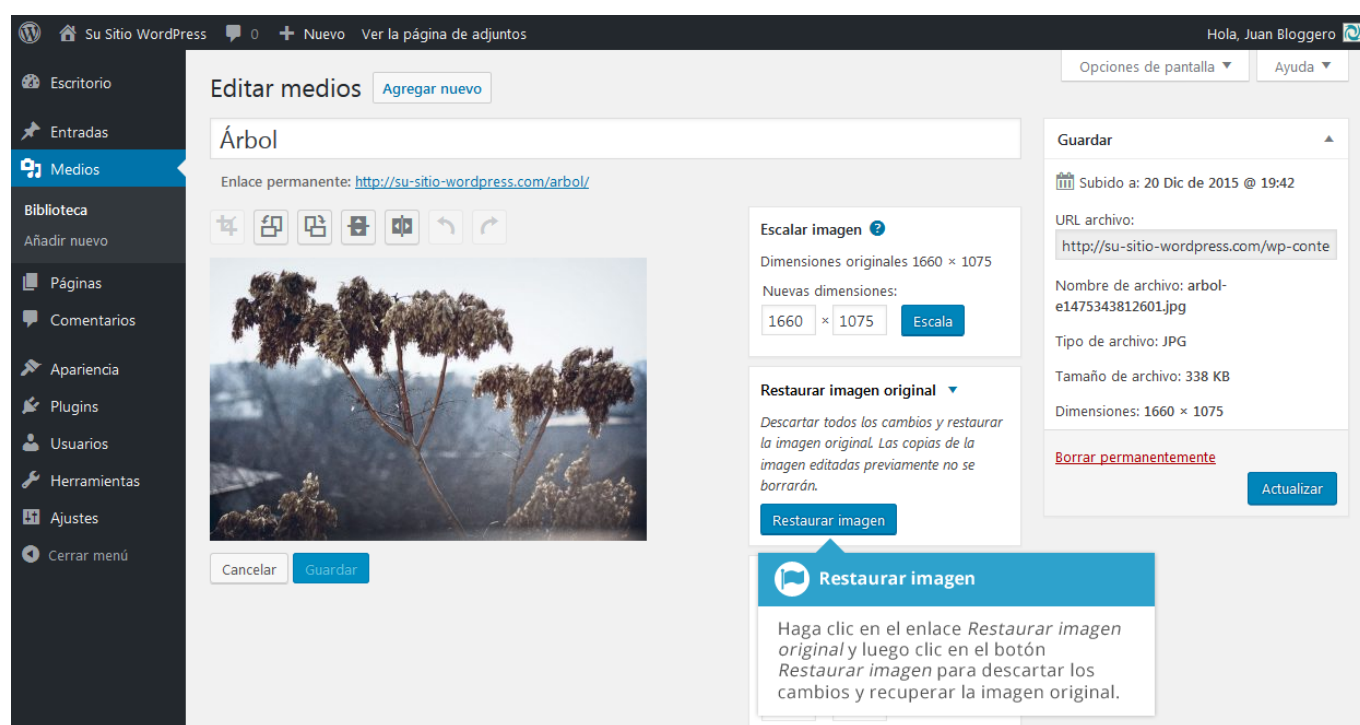 Su Sitio WordPress 0 Nuevo Ver la página de adjuntos Hola, Juan Bloggero
Opciones de pantalla Ayuda
Escritorio
Entradas
Medios
Biblioteca
Añadir nuevo
Páginas
Comentarios
Apariencia
Plugins
Usuarios
Herramientas
Ajustes
Cerrar menú
Editar medios Agregar nuevo
Árbol
Enlace permanente: http://su-sitio-wordpress.com/arbol/
Cancelar Guardar
Escalar imagen ?
Dimensiones originales 1660 × 1075
Nuevas dimensiones:
1660 × 1075 Escala
Restaurar imagen original
Descartar todos los cambios y restaurar
la imagen original. Las copias de la
imagen editadas previamente no se
borrarán.
Restaurar imagen
Restaurar imagen
Haga clic en el enlace Restaurar imagen
original y luego clic en el botón
Restaurar imagen para descartar los
cambios y recuperar la imagen original.
Guardar
Subido a: 20 Dic de 2015 @ 19:42
URL archivo:
http://su-sitio-wordpress.com/wp-conte
Nombre de archivo: arbol-
e1475343812601.jpg
Tipo de archivo: JPG
Tamaño de archivo: 338 KB
Dimensiones: 1660 × 1075
Borrar permanentemente
Actualizar